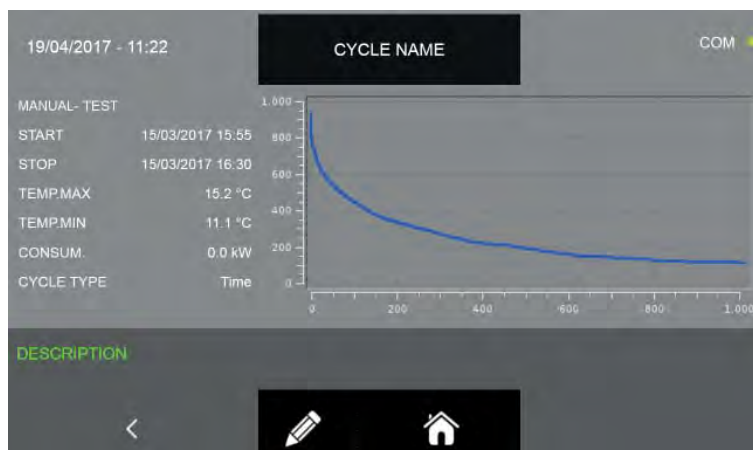 19/04/2017 - 11:22
CYCLE NAME
COM
MANUAL- TEST
START 15/03/2017 15:55
STOP 15/03/2017 16:30
TEMP.MAX 15.2 °C
TEMP.MIN 11.1 °C
CONSUM. 0.0 kW
CYCLE TYPE Time
1.000
800
600
400
200
0
0 200 400 600 800 1.000
DESCRIPTION